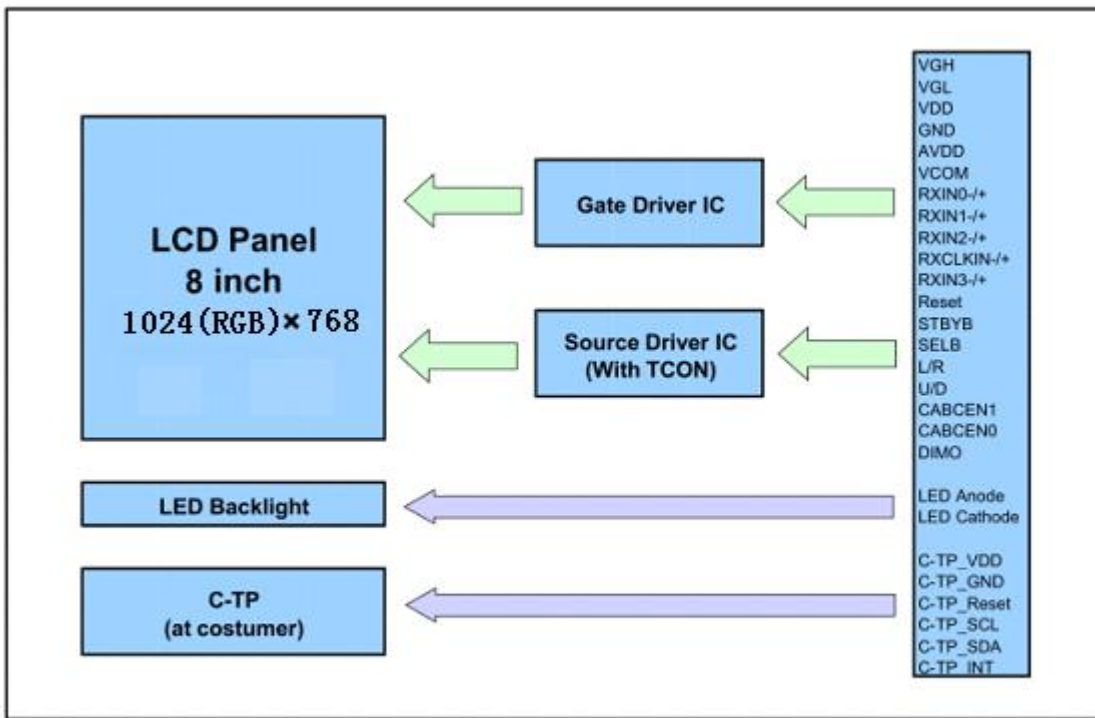 LCD Panel
8 inch
1024(RGB)×768
Gate Driver IC
Source Driver IC
(With TCON)
LED Backlight
C-TP
(at costumer)
VGH
VGL
VDD
GND
AVDD
VCOM
RXIN0-/+
RXIN1-/+
RXIN2-/+
RXCLKIN-/+
RXIN3-/+
Reset
STBYB
SELB
L/R
U/D
CABCEN1
CABCEN0
DIMO
LED Anode
LED Cathode
C-TP_VDD
C-TP_GND
C-TP_Reset
C-TP_SCL
C-TP_SDA
C-TP_INT